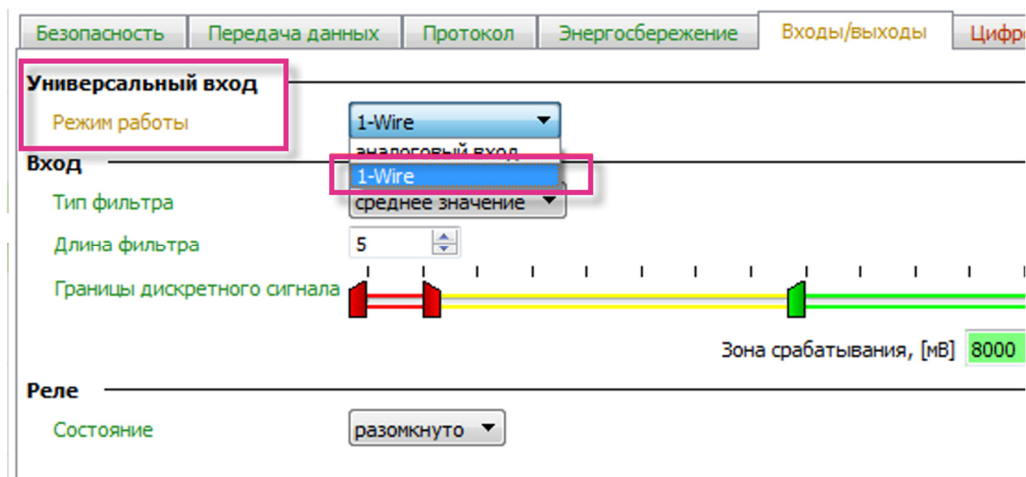 Безопасность Передача данных Протокол Энергосбережение Входы/выходы Цифро
Универсальный вход
Режим работы 1-Wire
аналоговый вход
Вход 1-Wire
Тип фильтра среднее значение
Длина фильтра 5
Границы дискретного сигнала
Зона срабатывания, [мВ] 8000
Реле
Состояние разомкнуто